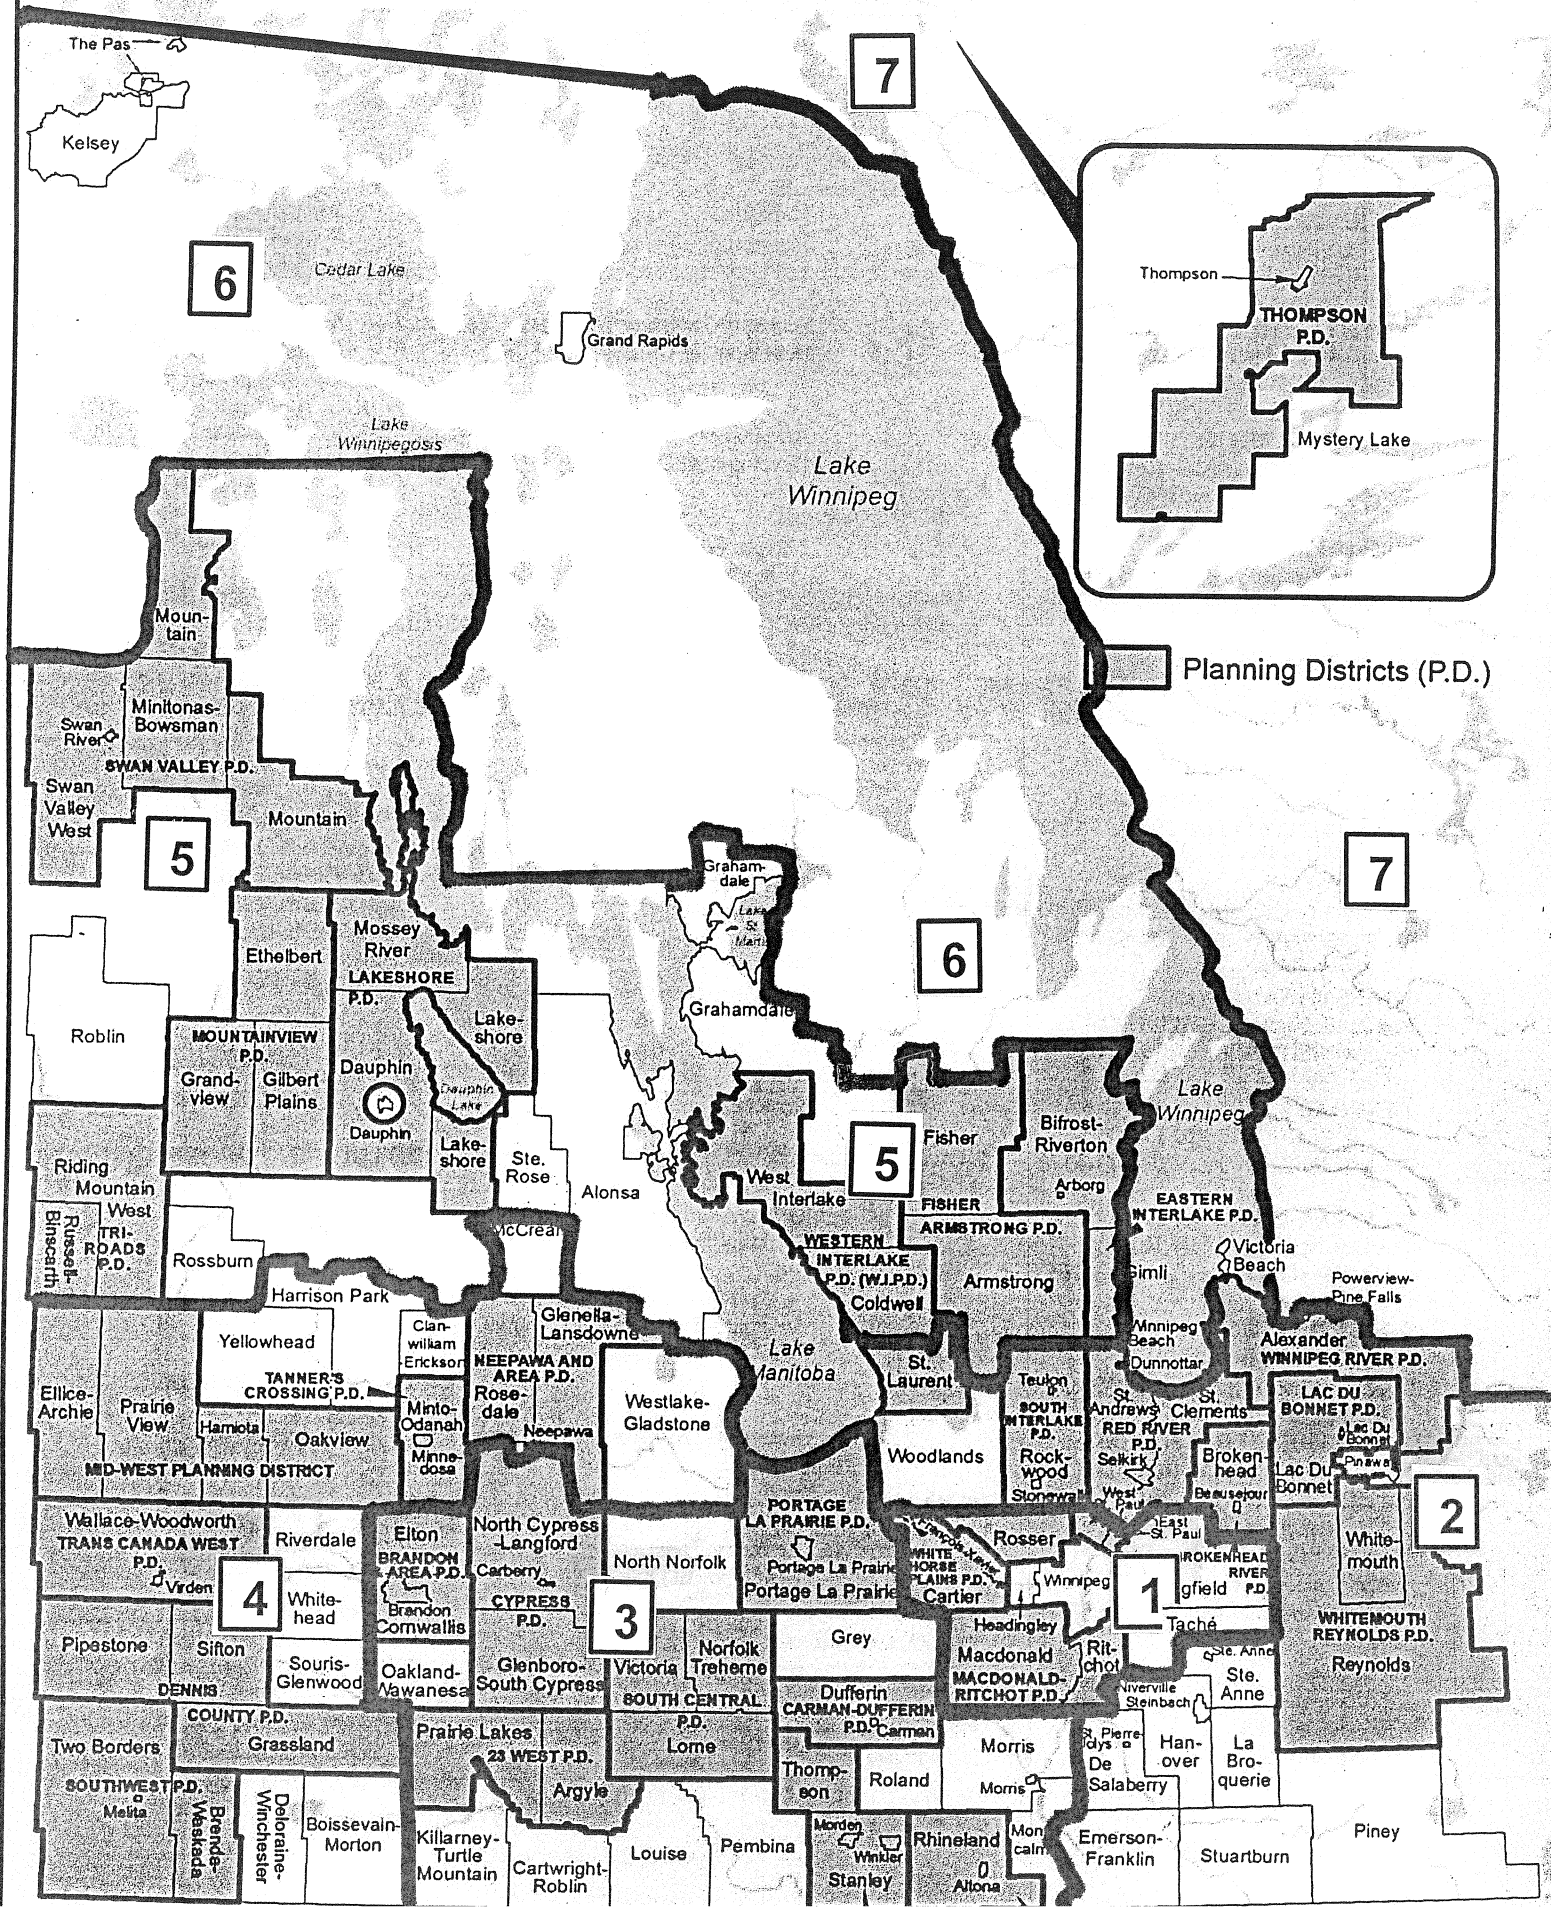 The Pas
7
Kelsey
6
Cedar Lake
Thompson
THOMPSON
P.D.
Grand Rapids
Mystery Lake
Lake
Winnipegosis
Lake
Winnipeg
Moun-
tain
Planning Districts (P.D.)
Minitonas-
Bowsman
Swan
River
SWAN VALLEY P.D.
Swan
Valley
West
Mountain
5
7
Graham-
dale
Lake
St
Mossey
River
Ethelbert
LAKESHORE
P.D.
6
Grahamdale
Lake-
shore
Roblin
MOUNTAINVIEW
P.D.
Dauphin
Grand-
view
Gilbert
Plains
Dauphin
Lake
Dauphin
Lake
Winnipeg
Bifrost-
Riverton
Fisher
5
Lake-
shore
Ste.
Rose
Alonsa
West
Interlake
Arborg
FISHER
ARMSTRONG P.D.
EASTERN
INTERLAKE P.D.
Riding
Mountain
West
Russell-
Binscarth
TRI-
ROADS
P.D.
Rossburn
McCreary
WESTERN
INTERLAKE
P.D. (W.I.P.D.)
Coldwell
Armstrong
Gimli
Victoria
Beach
Powerview-
Pine Falls
Harrison Park
Yellowhead
Clan-
william
-Erickson
Glenella-
Lansdowne
Winnipeg
Beach
Dunnottar
Alexander
WINNIPEG RIVER P.D.
TANNER'S
CROSSING P.D.
NEEPAWA AND
AREA P.D.
Rose-
dale
Neepawa
Lake
Manitoba
St.
Laurent
Teulon
SOUTH
INTERLAKE
P.D.
Rock-
wood
Stonewall
St.
Andrews
St.
Clements
RED RIVER
P.D.
Selkirk
West
St. Paul
LAC DU
BONNET P.D.
Lac Du
Bonnet
Pinawa
Lac Du
Bonnet
Ellice-
Archie
Prairie
View
Hamiota
Oakview
Minto-
Odanah
Minne-
dosa
MID-WEST PLANNING DISTRICT
Westlake-
Gladstone
Woodlands
Broken-
head
Beausejour
2
White-
mouth
Wallace-Woodworth
TRANS CANADA WEST
P.D.
Virden
Riverdale
4
White-
head
Elton
BRANDON
& AREA P.D.
Brandon
Cornwallis
North Cypress
-Langford
Carberry
CYPRESS
P.D.
North Norfolk
3
PORTAGE
LA PRAIRIE P.D.
Portage La Prairie
Portage La Prairie
St. François-Xavier
Rosser
WHITE
HORSE
PLAINS P.D.
Cartier
Winnipeg
Headingley
East
St. Paul
1
BROKENHEAD
RIVER
P.D.
gfield
Taché
WHITEMOUTH
REYNOLDS P.D.
Reynolds
Pipestone
Sifton
DENNIS
COUNTY P.D.
Grassland
Souris-
Glenwood
Oakland-
Wawanesa
Glenboro-
South Cypress
Victoria
Norfolk
Treherne
SOUTH CENTRAL
P.D.
Lorne
Grey
Dufferin
CARMAN-DUFFERIN
P.D.
Carman
Macdonald
MACDONALD-
RITCHOT P.D.
Rit-
chot
Ste. Anne
Ste.
Anne
Niverville
Steinbach
Two Borders
SOUTHWEST P.D.
Melita
Brenda-
Waskada
Deloraine-
Winchester
Boissevain-
Morton
Prairie Lakes
23 WEST P.D.
Argyle
Killarney-
Turtle
Mountain
Cartwright-
Roblin
Louise
Pembina
Thomp-
son
Roland
Morris
Morris
St. Pierre-
Jolys
De
Salaberry
Han-
over
La
Bro-
querie
Morden
Winkler
Stanley
Rhineland
Altona
Mont-
calm
Emerson-
Franklin
Stuartburn
Piney